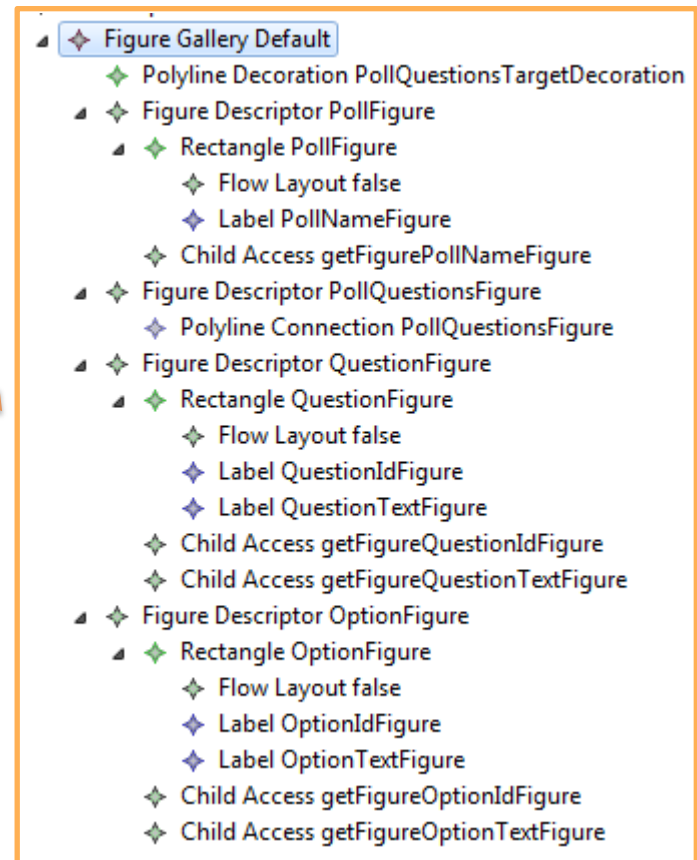 Figure Gallery Default
Polyline Decoration PollQuestionsTargetDecoration
Figure Descriptor PollFigure
Rectangle PollFigure
Flow Layout false
Label PollNameFigure
Child Access getFigurePollNameFigure
Figure Descriptor PollQuestionsFigure
Polyline Connection PollQuestionsFigure
Figure Descriptor QuestionFigure
Rectangle QuestionFigure
Flow Layout false
Label QuestionIdFigure
Label QuestionTextFigure
Child Access getFigureQuestionIdFigure
Child Access getFigureQuestionTextFigure
Figure Descriptor OptionFigure
Rectangle OptionFigure
Flow Layout false
Label OptionIdFigure
Label OptionTextFigure
Child Access getFigureOptionIdFigure
Child Access getFigureOptionTextFigure